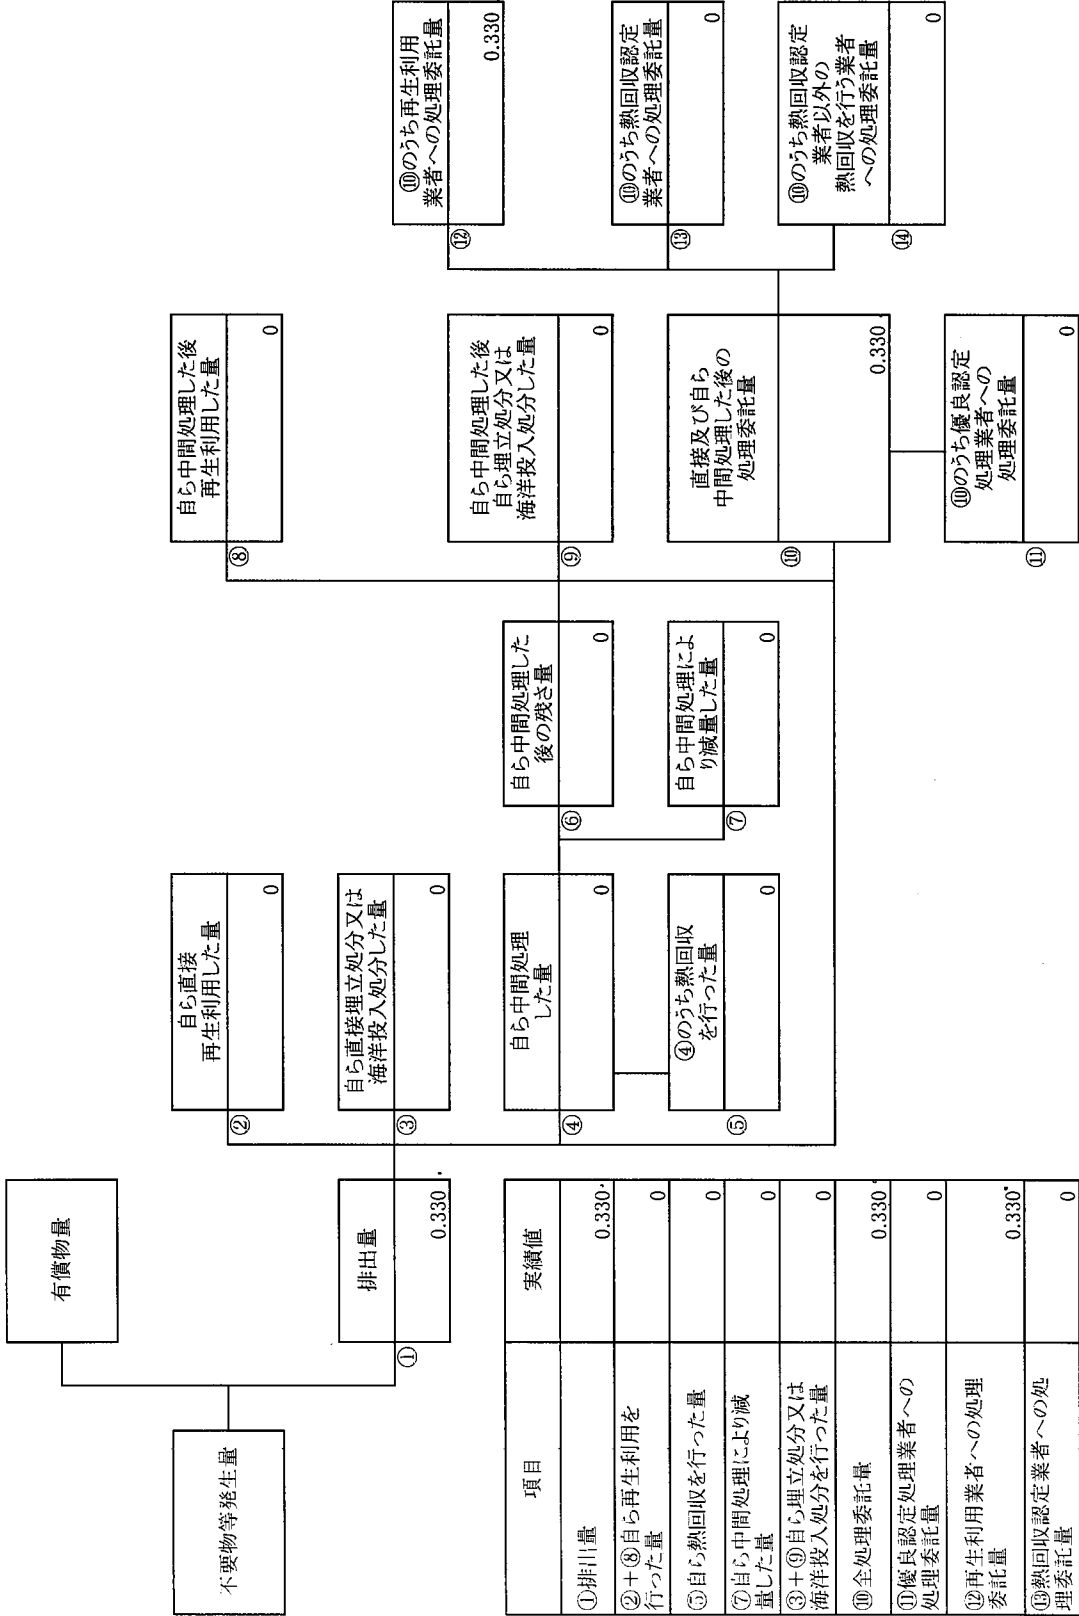 不要物等発生量
有償物量
排出量
①
0.330
自ら直接
再生利用した量
②
0
自ら直接埋立処分又は
海洋投入処分した量
③
0
自ら中間処理
した量
④
0
④のうち熱回収
を行った量
⑤
0
自ら中間処理した
後の残さ量
⑥
0
自ら中間処理によ
り減量した量
⑦
0
自ら中間処理した後
再生利用した量
⑧
0
自ら中間処理した後
自ら埋立処分又は
海洋投入処分した量
⑨
0
直接及び自ら
中間処理した後の
処理委託量
⑩
0.330
⑩のうち優良認定
処理業者への
処理委託量
⑪
0
⑩のうち再生利用
業者への処理委託量
⑫
0.330
⑩のうち熱回収認定
業者への処理委託量
⑬
0
⑩のうち熱回収認定
業者以外の
熱回収を行う業者
への処理委託量
⑭
0
項目 実績値
①排出量 0.330
②+⑧自ら再生利用を
行った量 0
⑤自ら熱回収を行った量 0
⑦自ら中間処理により減
量した量 0
③+⑨自ら埋立処分又は
海洋投入処分を行った量 0
⑩全処理委託量 0.330
⑪優良認定処理業者への
処理委託量 0
⑫再生利用業者への処理
委託量 0.330
⑬熱回収認定業者への処
理委託量 0